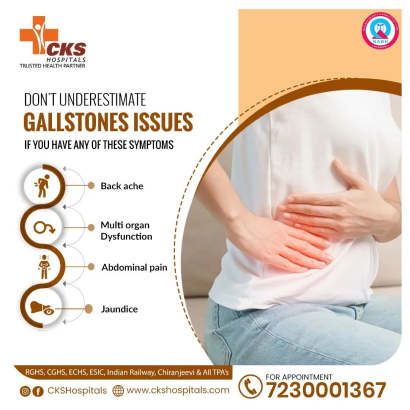 CKS
HOSPITALS
TRUSTED HEALTH PARTNER
DON'T UNDERESTIMATE
GALLSTONES ISSUES
IF YOU HAVE ANY OF THESE SYMPTOMS
Back ache
Multi organ
Dysfunction
Abdominal pain
Jaundice
RGHS, CGHS, ECHS, ESIC, Indian Railway, Chiranjeevi & All TPA's
CKSHospitals
www.ckshospitals.com
FOR APPOINTMENT
7230001367